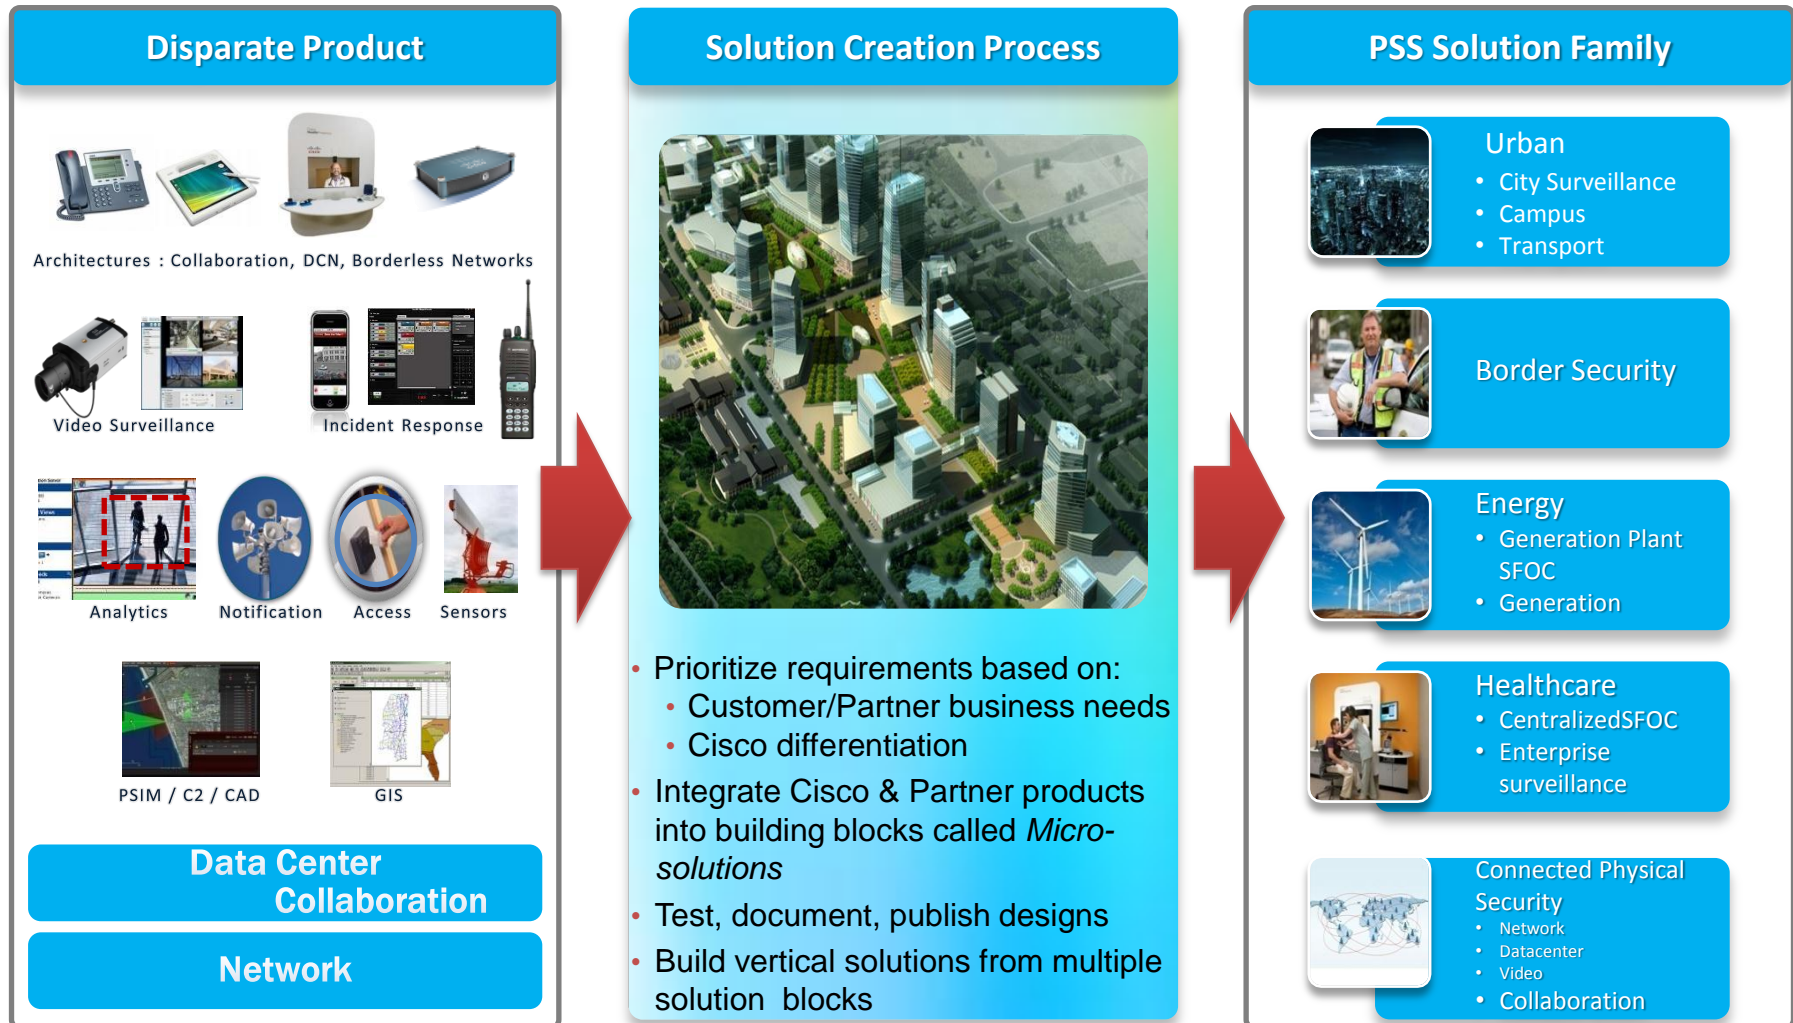 Disparate Product
Architectures : Collaboration, DCN, Borderless Networks
Video Surveillance
Incident Response
Analytics
Notification
Access
Sensors
PSIM / C2 / CAD
GIS
Data Center
Collaboration
Network
Solution Creation Process
• Prioritize requirements based on:
• Customer/Partner business needs
• Cisco differentiation
• Integrate Cisco & Partner products
into building blocks called Micro-
solutions
• Test, document, publish designs
• Build vertical solutions from multiple
solution blocks
PSS Solution Family
Urban
• City Surveillance
• Campus
• Transport
Border Security
Energy
• Generation Plant
SFOC
• Generation
Healthcare
• CentralizedSFOC
• Enterprise
surveillance
Connected Physical
Security
• Network
• Datacenter
• Video
• Collaboration